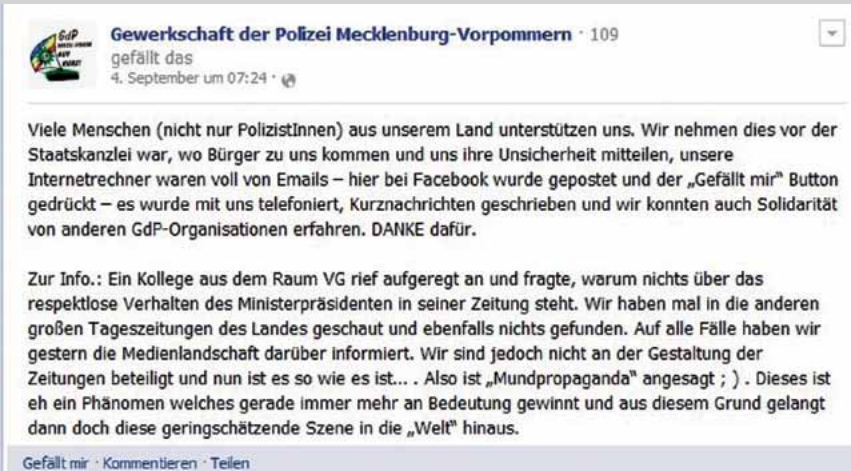 GdP
Gewerkschaft der Polizei Mecklenburg-Vorpommern · 109
gefällt das
4. September um 07:24 ·
Viele Menschen (nicht nur PolizistInnen) aus unserem Land unterstützen uns. Wir nehmen dies vor der
Staatskanzlei war, wo Bürger zu uns kommen und uns ihre Unsicherheit mitteilen, unsere
Internetrechner waren voll von Emails – hier bei Facebook wurde gepostet und der „Gefällt mir" Button
gedrückt – es wurde mit uns telefoniert, Kurznachrichten geschrieben und wir konnten auch Solidarität
von anderen GdP-Organisationen erfahren. DANKE dafür.
Zur Info.: Ein Kollege aus dem Raum VG rief aufgeregt an und fragte, warum nichts über das
respektlose Verhalten des Ministerpräsidenten in seiner Zeitung steht. Wir haben mal in die anderen
großen Tageszeitungen des Landes geschaut und ebenfalls nichts gefunden. Auf alle Fälle haben wir
gestern die Medienlandschaft darüber informiert. Wir sind jedoch nicht an der Gestaltung der
Zeitungen beteiligt und nun ist es so wie es ist... . Also ist „Mundpropaganda" angesagt ; ) . Dieses ist
eh ein Phänomen welches gerade immer mehr an Bedeutung gewinnt und aus diesem Grund gelangt
dann doch diese geringschätzende Szene in die „Welt" hinaus.
Gefällt mir · Kommentieren · Teilen